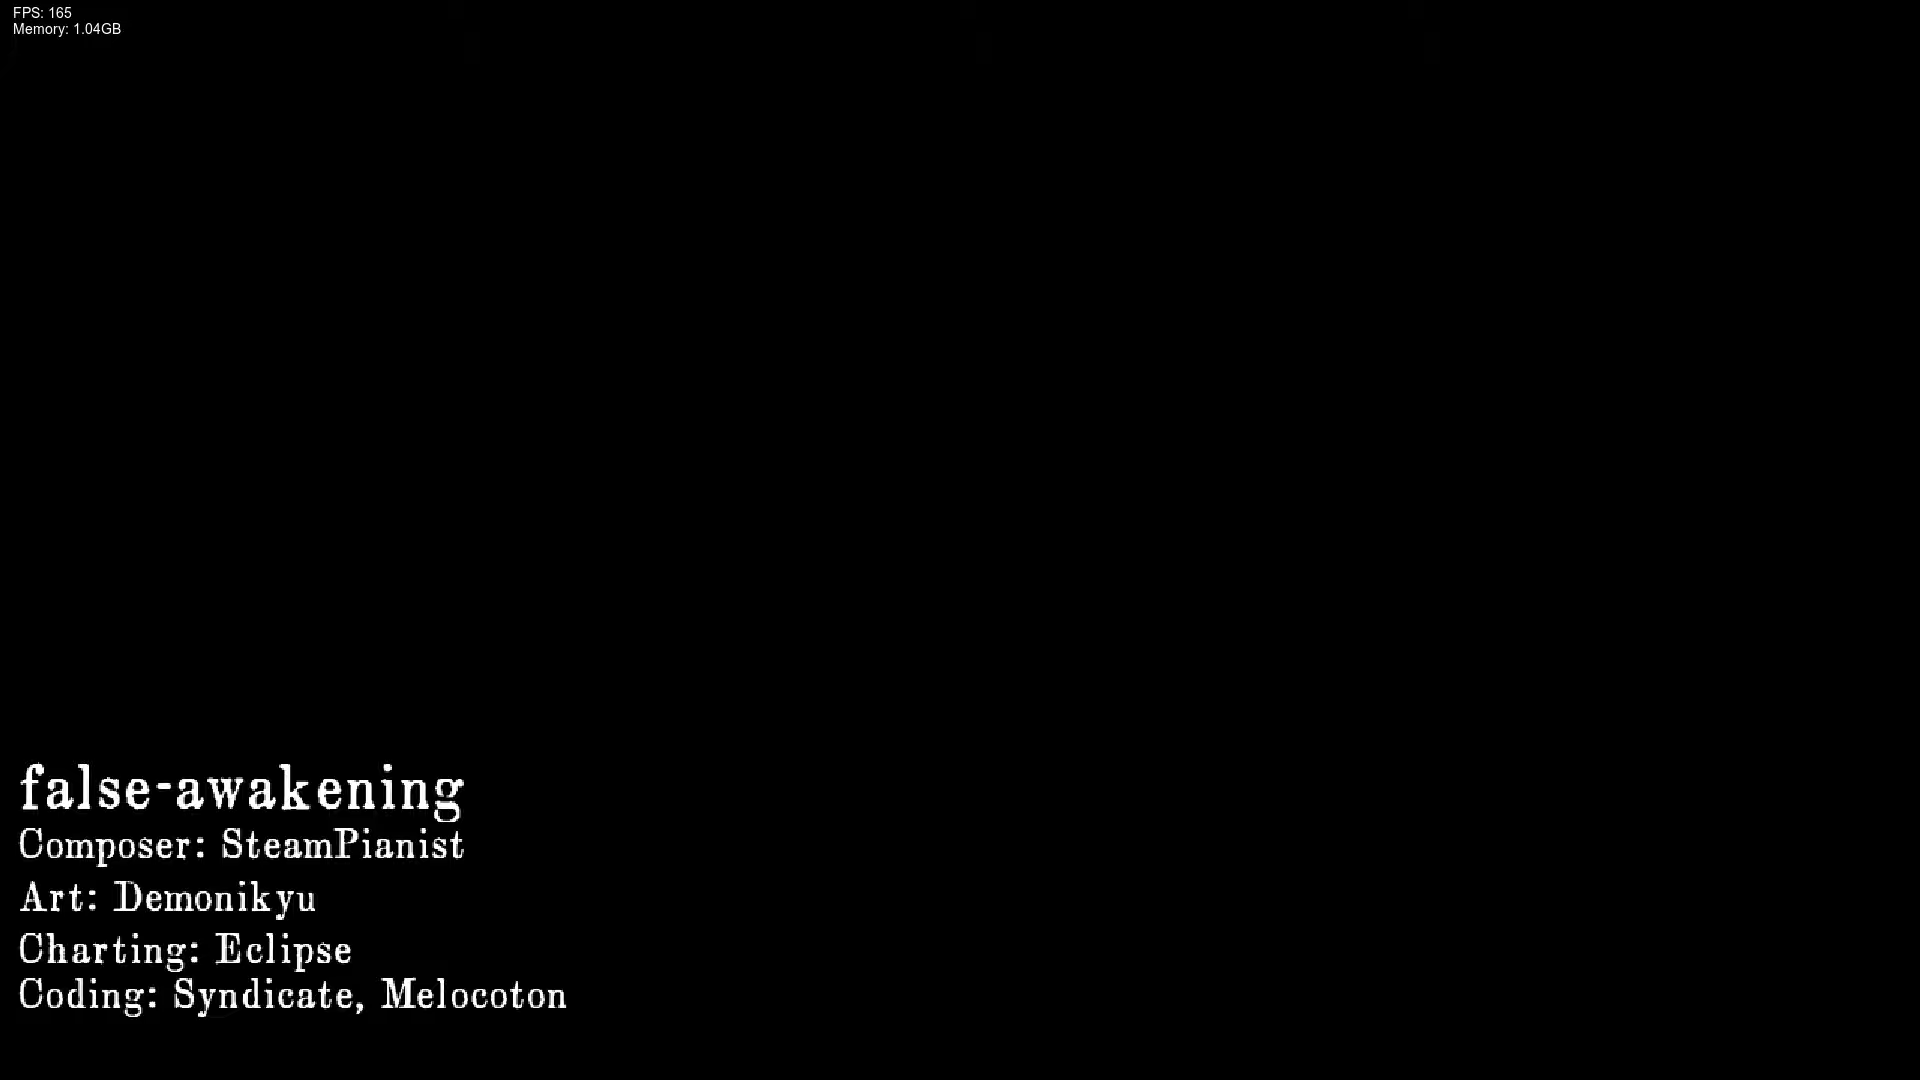 FPS: 165
Memory: 1.04GB
false-awakening
Composer: SteamPianist
Art: Demonikyu
Charting: Eclipse
Coding: Syndicate, Melocoton